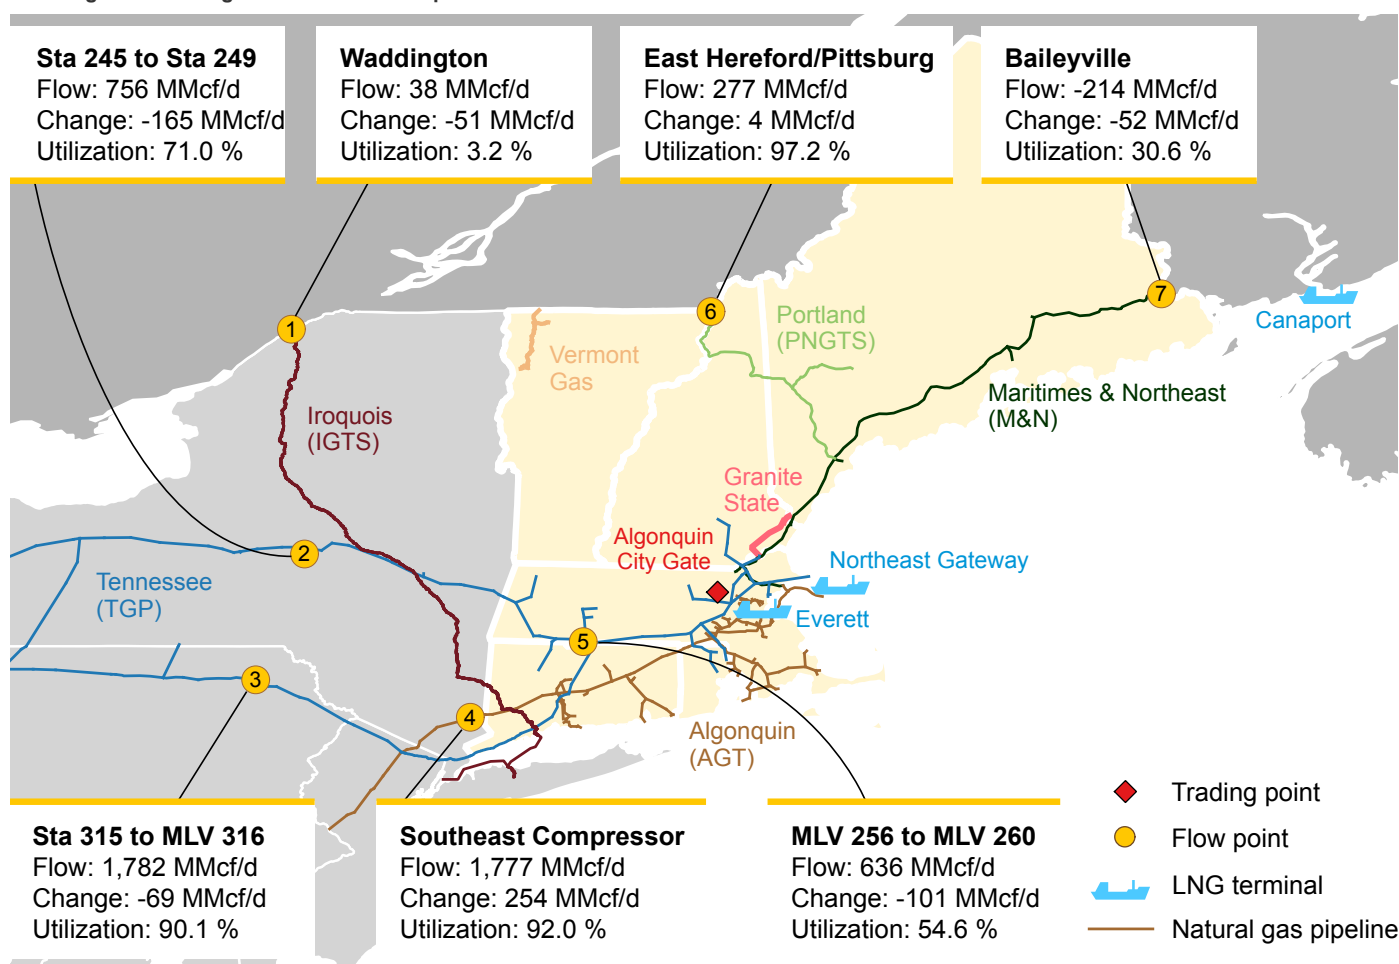 Sta 245 to Sta 249
Flow: 756 MMcf/d
Change: -165 MMcf/d
Utilization: 71.0 %
Waddington
Flow: 38 MMcf/d
Change: -51 MMcf/d
Utilization: 3.2 %
East Hereford/Pittsburg
Flow: 277 MMcf/d
Change: 4 MMcf/d
Utilization: 97.2 %
Baileyville
Flow: -214 MMcf/d
Change: -52 MMcf/d
Utilization: 30.6 %
1
6
7
Vermont
Gas
Portland
(PNGTS)
Canaport
Iroquois
(IGTS)
Maritimes & Northeast
(M&N)
Granite
State
Algonquin
City Gate
2
Tennessee
(TGP)
Northeast Gateway
Everett
5
3
4
Algonquin
(AGT)
Sta 315 to MLV 316
Flow: 1,782 MMcf/d
Change: -69 MMcf/d
Utilization: 90.1 %
Southeast Compressor
Flow: 1,777 MMcf/d
Change: 254 MMcf/d
Utilization: 92.0 %
MLV 256 to MLV 260
Flow: 636 MMcf/d
Change: -101 MMcf/d
Utilization: 54.6 %
Trading point
Flow point
LNG terminal
Natural gas pipeline